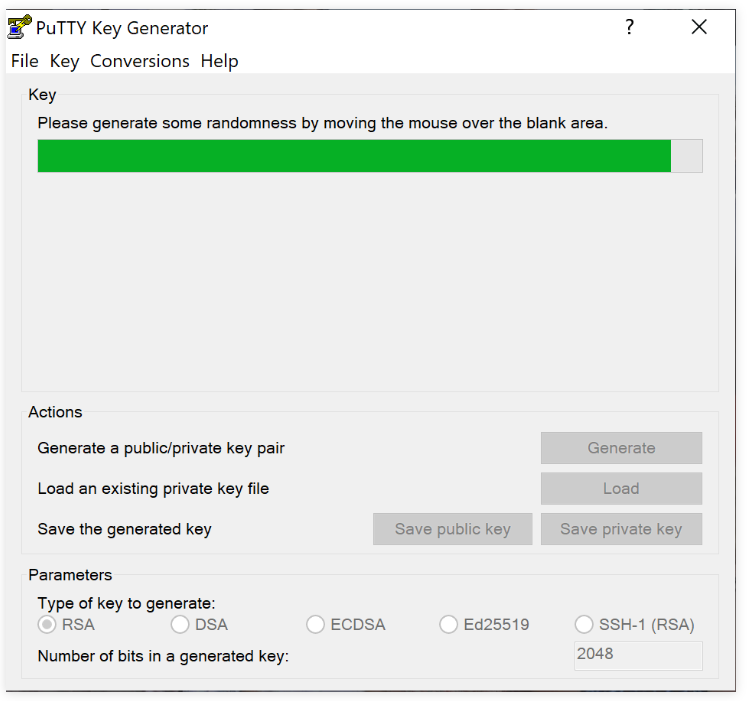 PuTTY Key Generator ?
File Key Conversions Help
Key
Please generate some randomness by moving the mouse over the blank area.
Actions
Generate a public/private key pair Generate
Load an existing private key file Load
Save the generated key Save public key Save private key
Parameters
Type of key to generate:
RSA DSA ECDSA Ed25519 SSH-1 (RSA)
Number of bits in a generated key: 2048